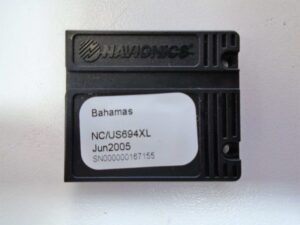 NAVIONICS
Bahamas
NC/US694XL
Jun2005
SN000000167155